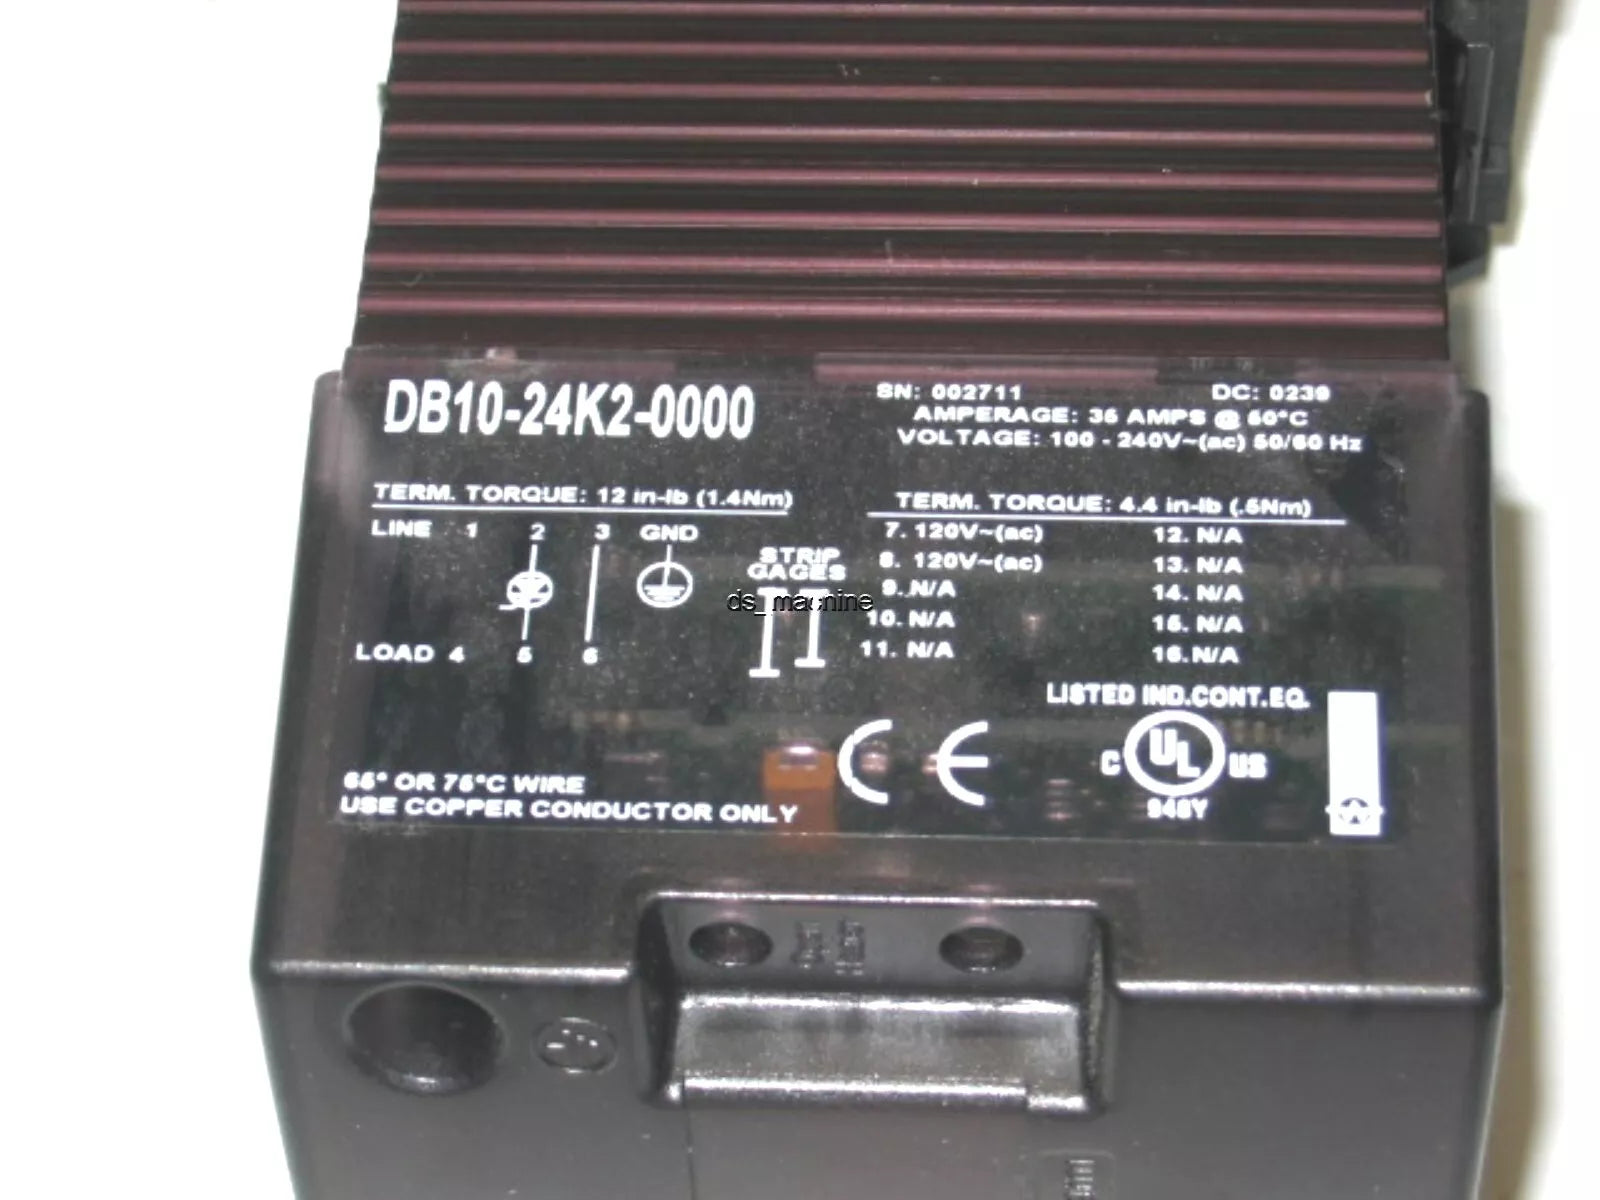 DB10-24K2-0000
SN: 002711 DC: 0239
AMPERAGE: 35 AMPS @ 50°C
VOLTAGE: 100 - 240V~(ac) 50/60 Hz
TERM. TORQUE: 12 in-lb (1.4Nm)
LINE 1 2 3 GND
LOAD 4 5 6
STRIP
GAGES
ds_machine
TERM. TORQUE: 4.4 in-lb (.5Nm)
7. 120V~(ac) 12. N/A
8. 120V~(ac) 13. N/A
9. N/A 14. N/A
10. N/A 15. N/A
11. N/A 16. N/A
LISTED IND.CONT.EQ.
CE
C UL US
948Y
65° OR 75°C WIRE
USE COPPER CONDUCTOR ONLY